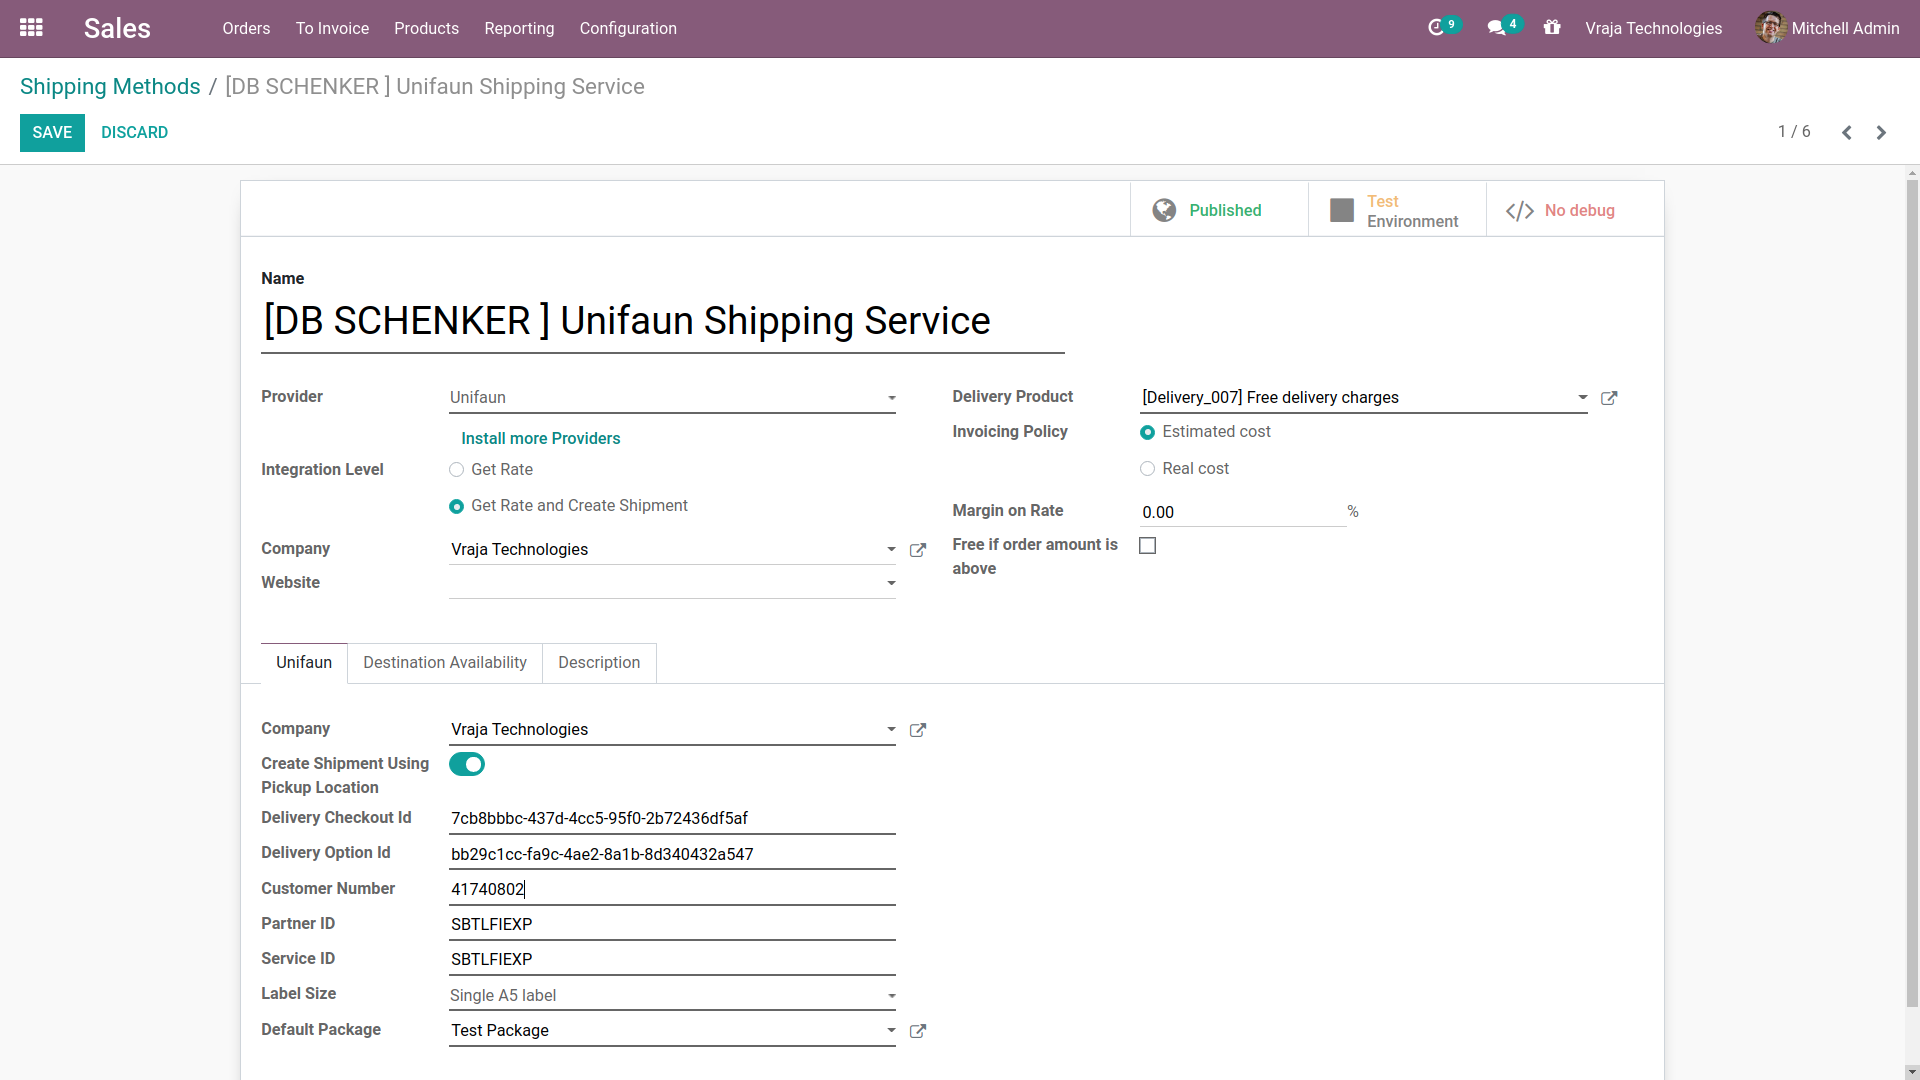 Sales
Orders To Invoice Products Reporting Configuration 9 4 Vraja Technologies Mitchell Admin
Shipping Methods / [DB SCHENKER ] Unifaun Shipping Service
SAVE DISCARD 1 / 6
Published
Test
Environment
No debug
Name
[DB SCHENKER ] Unifaun Shipping Service
Provider Unifaun
Install more Providers
Integration Level Get Rate
Get Rate and Create Shipment
Company Vraja Technologies
Website
Delivery Product [Delivery_007] Free delivery charges
Invoicing Policy Estimated cost
Real cost
Margin on Rate 0.00 %
Free if order amount is
above
Unifaun Destination Availability Description
Company Vraja Technologies
Create Shipment Using
Pickup Location
Delivery Checkout Id 7cb8bbbc-437d-4cc5-95f0-2b72436df5af
Delivery Option Id bb29c1cc-fa9c-4ae2-8a1b-8d340432a547
Customer Number 41740802
Partner ID SBTLFIEXP
Service ID SBTLFIEXP
Label Size Single A5 label
Default Package Test Package